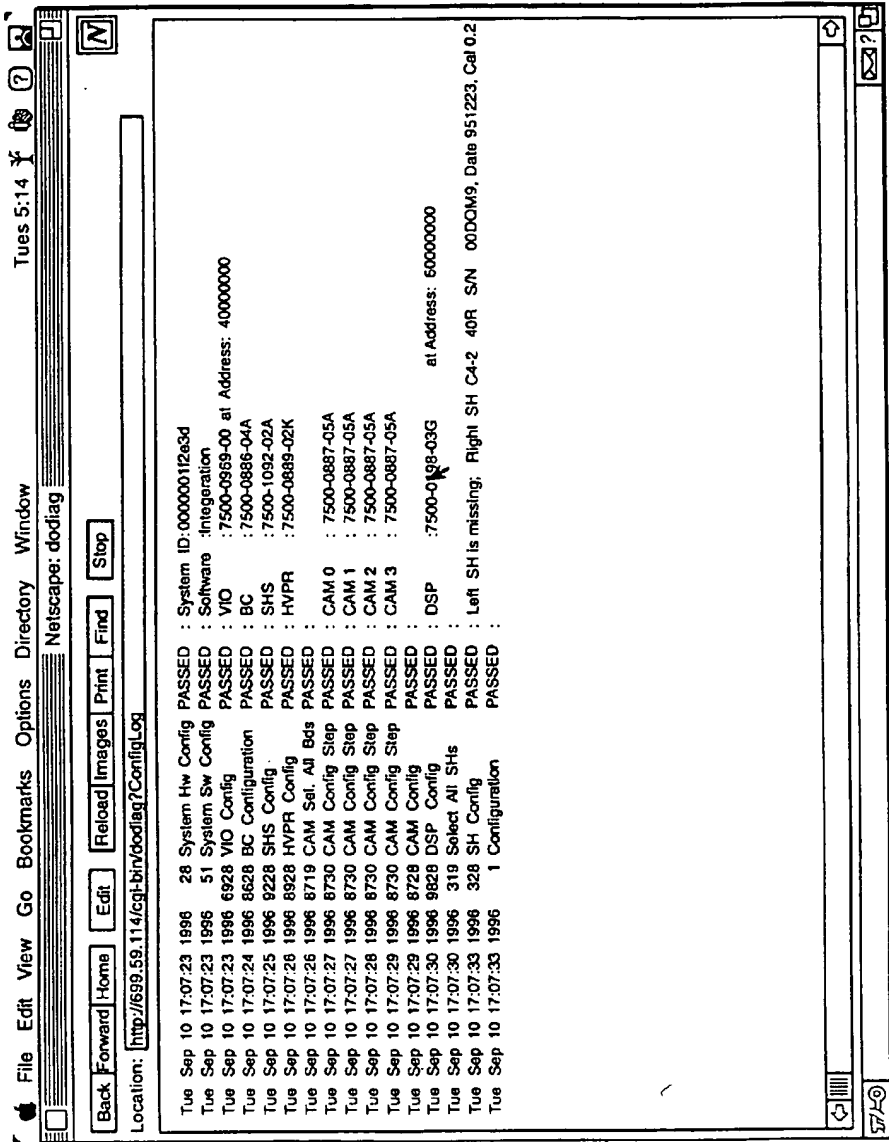 File Edit View Go Bookmarks Options Directory Window Tues 5:14 ?
Netscape: dodiag
Back Forward Home Edit Reload Images Print Find Stop N
Location: http://699.59.114/cgi-bin/dodiag?ConfigLog
Tue Sep 10 17:07:23 1996 28 System Hw Config PASSED : System ID:0000001f2e3d
Tue Sep 10 17:07:23 1996 51 System Sw Config PASSED : Software :Integeration
Tue Sep 10 17:07:23 1996 6928 VIO Config PASSED : VIO :7500-0969-00 at Address: 40000000
Tue Sep 10 17:07:24 1996 8628 BC Configuration PASSED : BC :7500-0886-04A
Tue Sep 10 17:07:25 1996 9228 SHS Config PASSED : SHS :7500-1092-02A
Tue Sep 10 17:07:26 1996 8928 HVPR Config PASSED : HVPR :7500-0889-02K
Tue Sep 10 17:07:26 1996 8719 CAM Sel. All Bds PASSED :
Tue Sep 10 17:07:27 1996 8730 CAM Config Step PASSED : CAM 0 : 7500-0887-05A
Tue Sep 10 17:07:27 1996 8730 CAM Config Step PASSED : CAM 1 : 7500-0887-05A
Tue Sep 10 17:07:28 1996 8730 CAM Config Step PASSED : CAM 2 : 7500-0887-05A
Tue Sep 10 17:07:29 1996 8730 CAM Config Step PASSED : CAM 3 : 7500-0887-05A
Tue Sep 10 17:07:29 1996 8728 CAM Config PASSED :
Tue Sep 10 17:07:30 1996 9828 DSP Config PASSED : DSP :7500-0198-03G at Address: 60000000
Tue Sep 10 17:07:30 1996 319 Select All SHs PASSED :
Tue Sep 10 17:07:33 1996 328 SH Config PASSED : Left SH is missing; Right SH C4-2 40R S/N 00DQM9, Date 951223, Cal 0.2
Tue Sep 10 17:07:33 1996 1 Configuration PASSED :
?